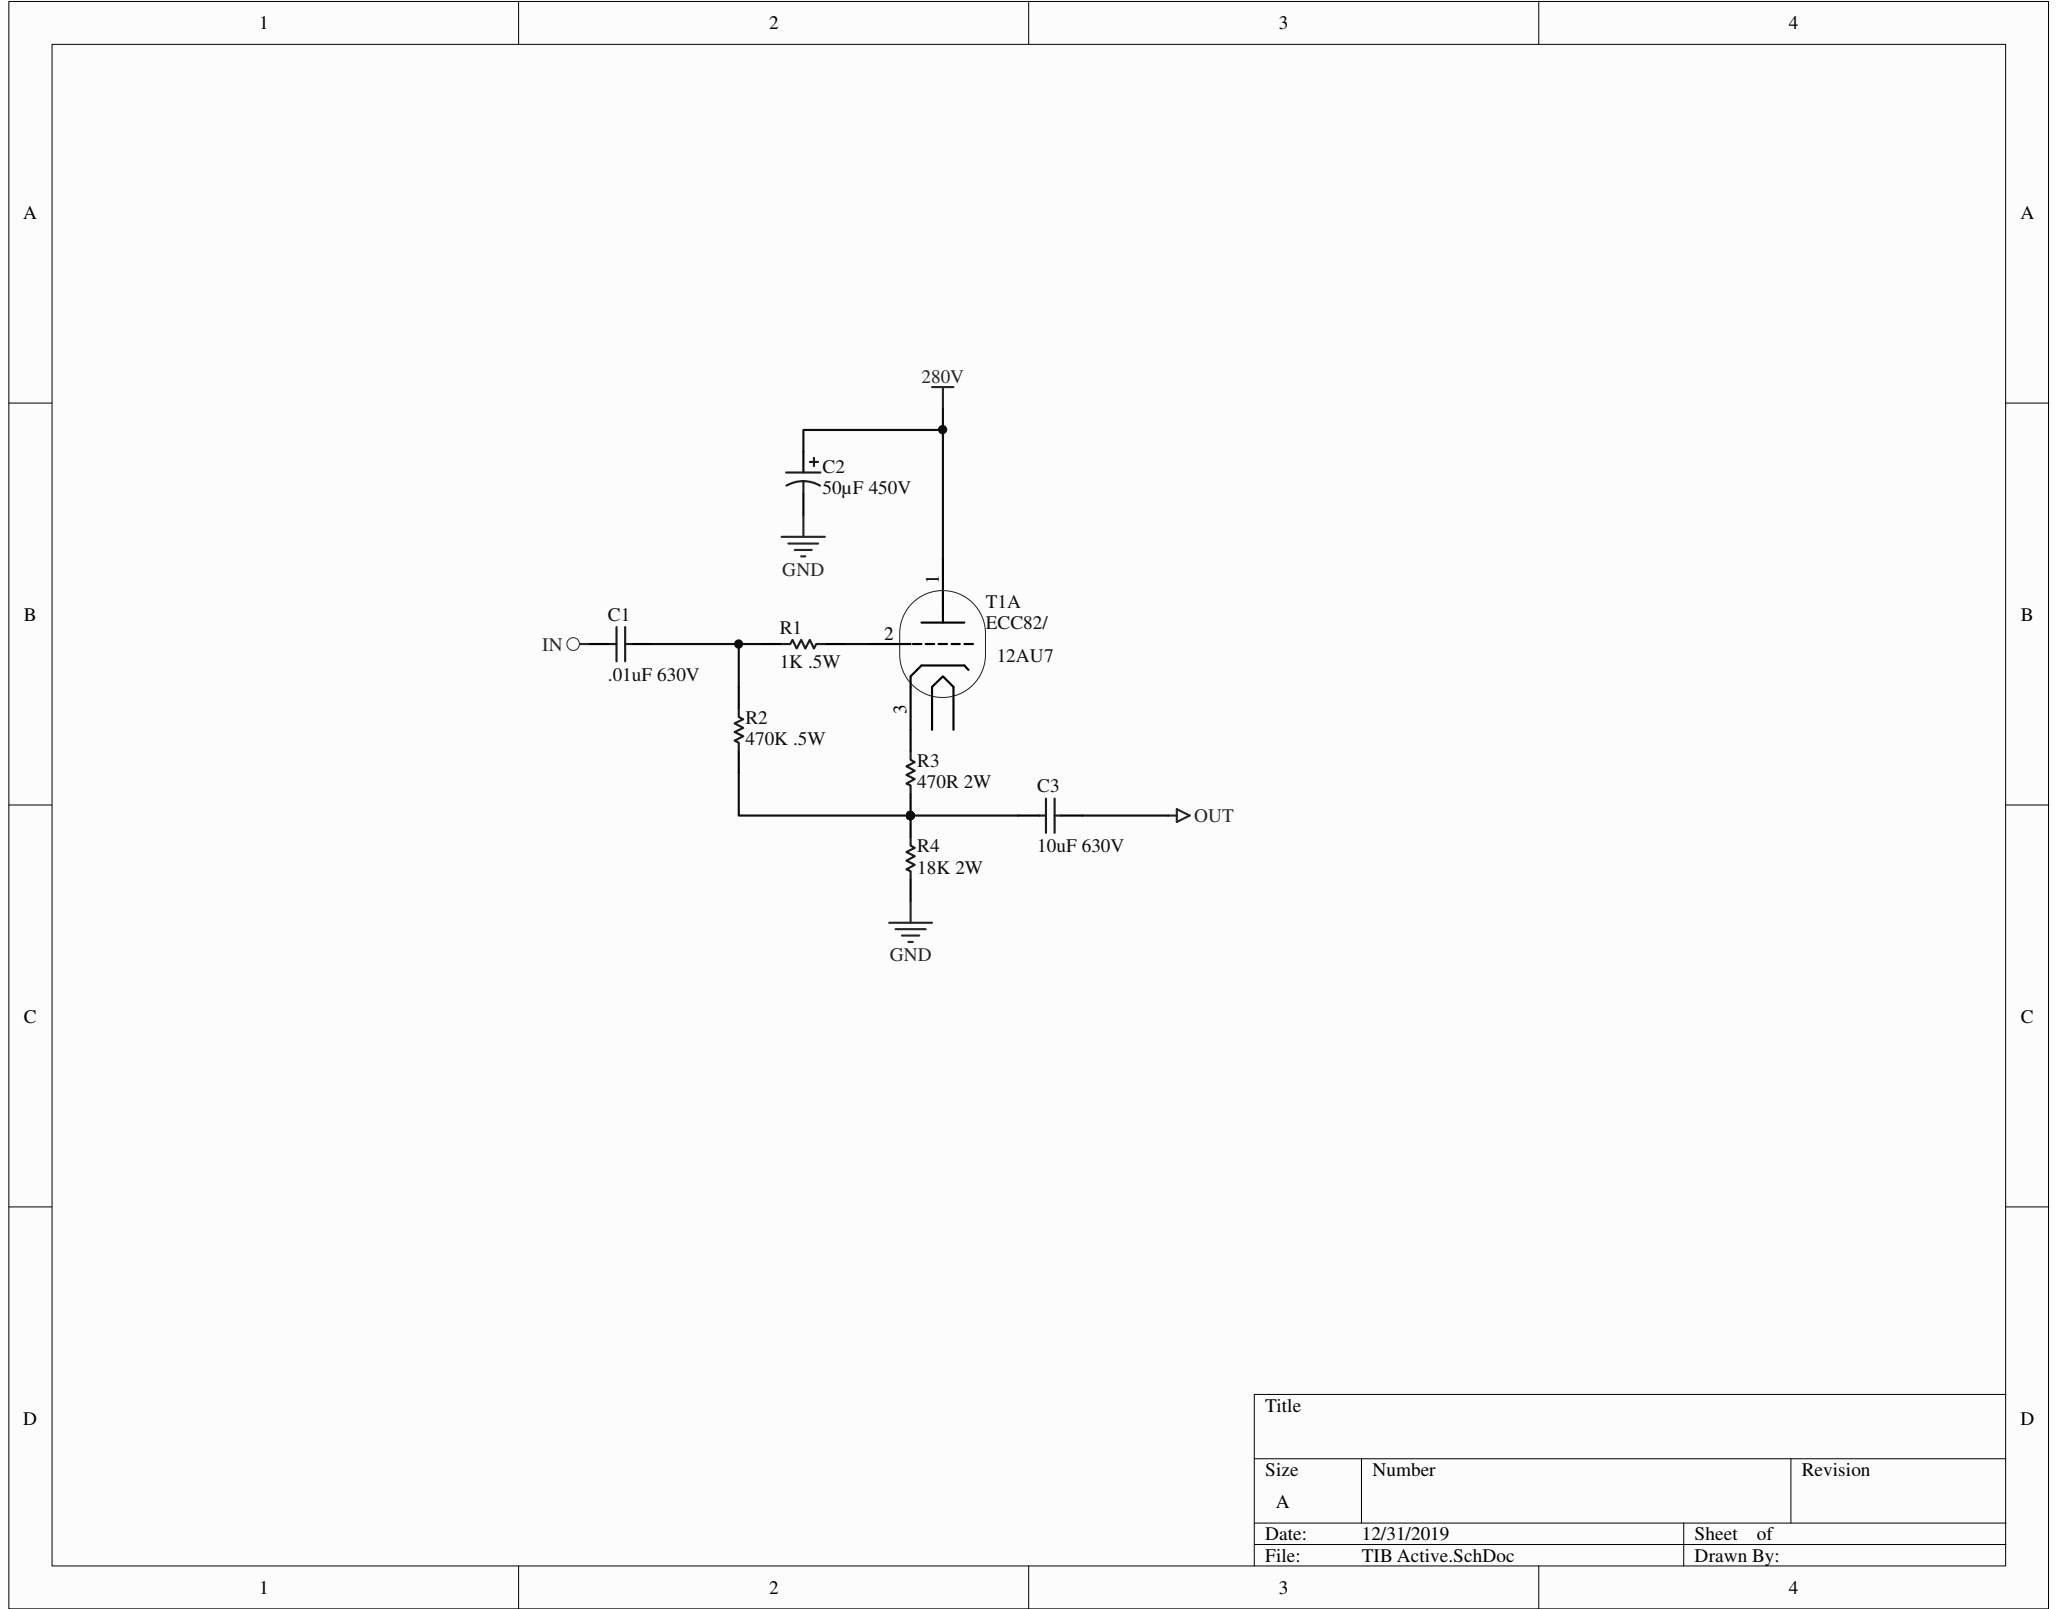 1 2 3 4
A A
280V
+ C2
50µF 450V
GND
1
T1A
ECC82/
12AU7
B B
C1
IN
.01uF 630V
R1
1K .5W
2
3
R2
470K .5W
R3
470R 2W
C3
OUT
10uF 630V
R4
18K 2W
GND
C C
D D
Title
Size Number Revision
A
Date: 12/31/2019 Sheet of
File: TIB Active.SchDoc Drawn By:
1 2 3 4